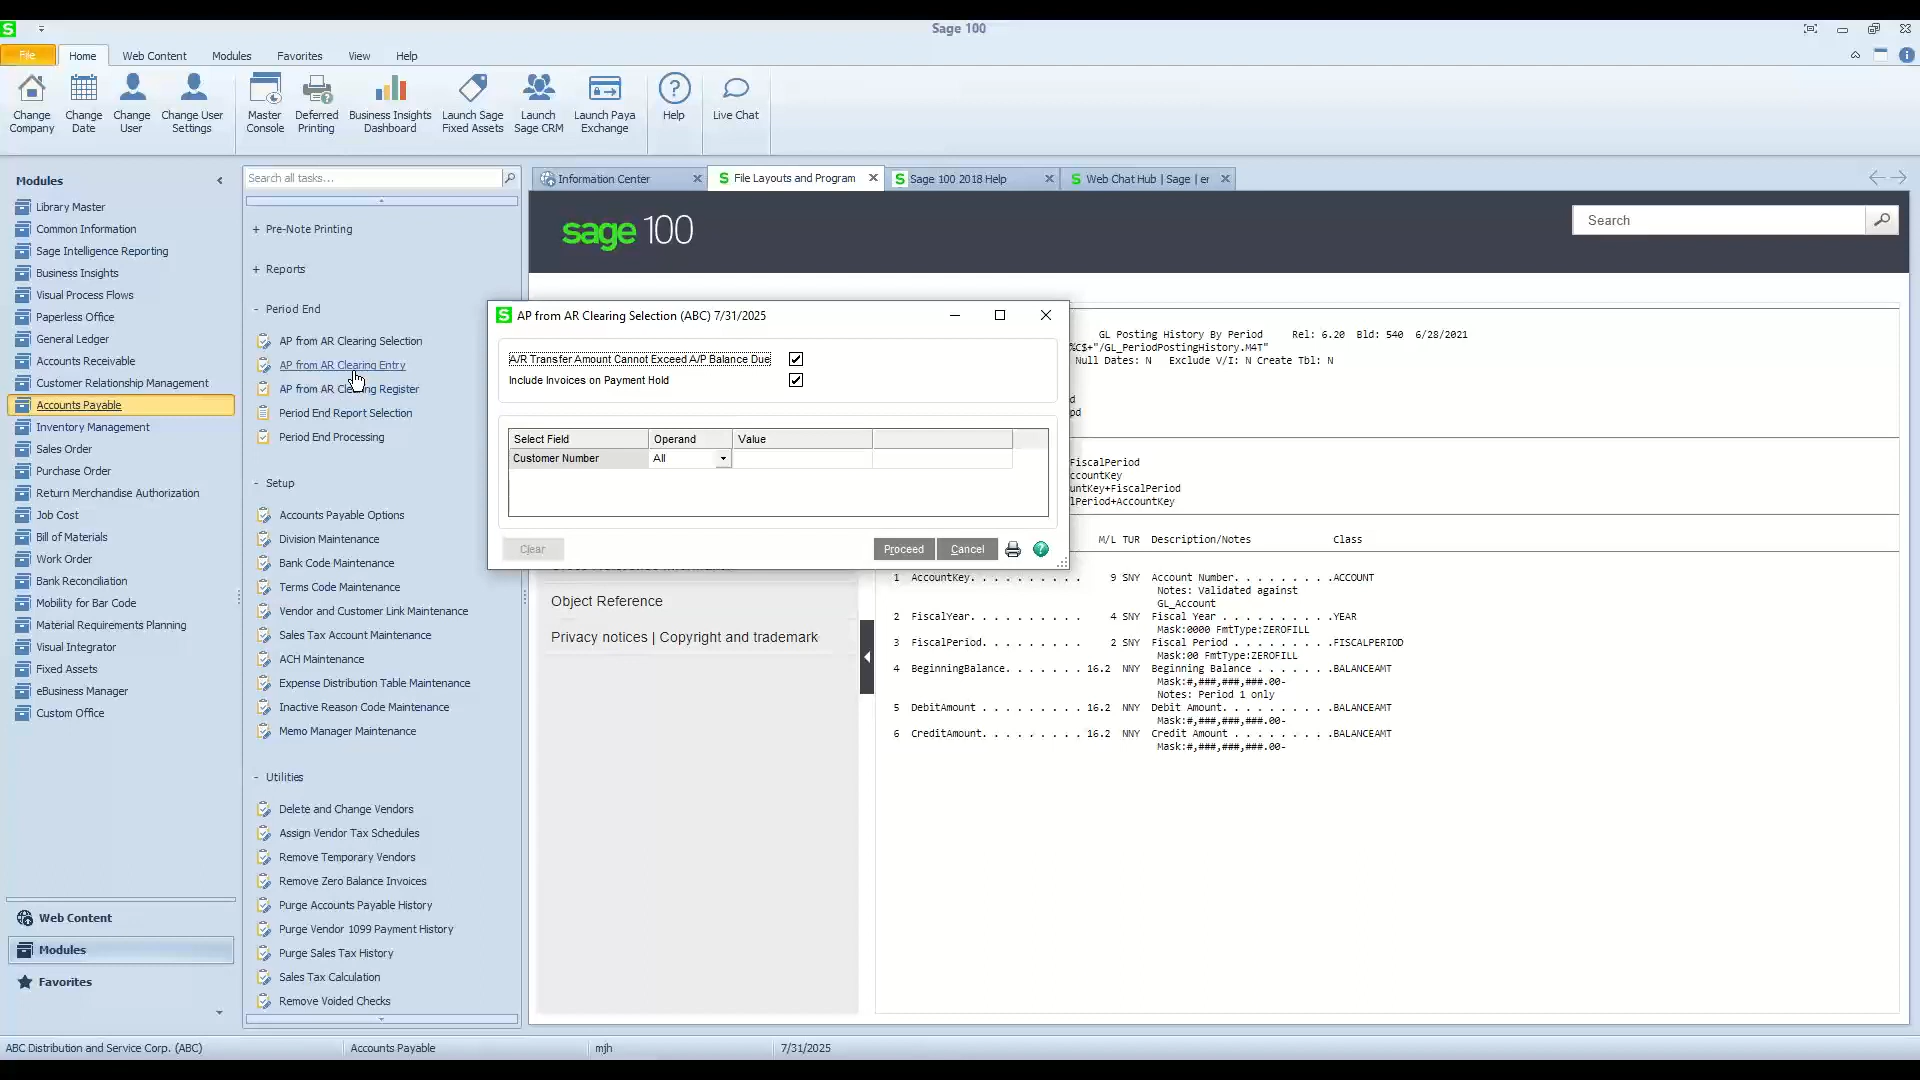 Sage 100
File
Home
Web Content
Modules
Favorites
View
Help
Change Company
Change Date
Change User
Change User Settings
Master Console
Deferred Printing
Business Insights Dashboard
Launch Sage Fixed Assets
Launch Sage CRM
Launch Paya Exchange
Help
Live Chat
Modules
Library Master
Common Information
Sage Intelligence Reporting
Business Insights
Visual Process Flows
Paperless Office
General Ledger
Accounts Receivable
Customer Relationship Management
Accounts Payable
Inventory Management
Sales Order
Purchase Order
Return Merchandise Authorization
Job Cost
Bill of Materials
Work Order
Bank Reconciliation
Mobility for Bar Code
Material Requirements Planning
Visual Integrator
Fixed Assets
eBusiness Manager
Custom Office
Web Content
Modules
Favorites
Search all tasks...
+ Pre-Note Printing
+ Reports
- Period End
AP from AR Clearing Selection
AP from AR Clearing Entry
AP from AR Clearing Register
Period End Report Selection
Period End Processing
- Setup
Accounts Payable Options
Division Maintenance
Bank Code Maintenance
Terms Code Maintenance
Vendor and Customer Link Maintenance
Sales Tax Account Maintenance
ACH Maintenance
Expense Distribution Table Maintenance
Inactive Reason Code Maintenance
Memo Manager Maintenance
- Utilities
Delete and Change Vendors
Assign Vendor Tax Schedules
Remove Temporary Vendors
Remove Zero Balance Invoices
Purge Accounts Payable History
Purge Vendor 1099 Payment History
Purge Sales Tax History
Sales Tax Calculation
Remove Voided Checks
Information Center
File Layouts and Program
Sage 100 2018 Help
Web Chat Hub | Sage | er
sage 100
Search
AP from AR Clearing Selection (ABC) 7/31/2025
A/R Transfer Amount Cannot Exceed A/P Balance Due
Include Invoices on Payment Hold
Select Field Operand Value
Customer Number All
Clear
Proceed
Cancel
Object Reference
Privacy notices | Copyright and trademark
GL Posting History By Period Rel: 6.20 Bld: 540 6/28/2021
%C$+"/GL_PeriodPostingHistory.M4T"
Null Dates: N Exclude V/I: N Create Tbl: N
d
pd
FiscalPeriod
ccountKey
untKey+FiscalPeriod
lPeriod+AccountKey
M/L TUR Description/Notes Class
1 AccountKey. . . . . . . . . . 9 SNY Account Number. . . . . . . . .ACCOUNT
Notes: Validated against
GL_Account
2 FiscalYear. . . . . . . . . . 4 SNY Fiscal Year . . . . . . . . . .YEAR
Mask:0000 FmtType:ZEROFILL
3 FiscalPeriod. . . . . . . . . 2 SNY Fiscal Period . . . . . . . . .FISCALPERIOD
Mask:00 FmtType:ZEROFILL
4 BeginningBalance. . . . . . . 16.2 NNY Beginning Balance . . . . . . .BALANCEAMT
Mask:#,###,###,###.00-
Notes: Period 1 only
5 DebitAmount . . . . . . . . . 16.2 NNY Debit Amount. . . . . . . . . .BALANCEAMT
Mask:#,###,###,###.00-
6 CreditAmount. . . . . . . . . 16.2 NNY Credit Amount . . . . . . . . .BALANCEAMT
Mask:#,###,###,###.00-
ABC Distribution and Service Corp. (ABC)
Accounts Payable
mjh
7/31/2025